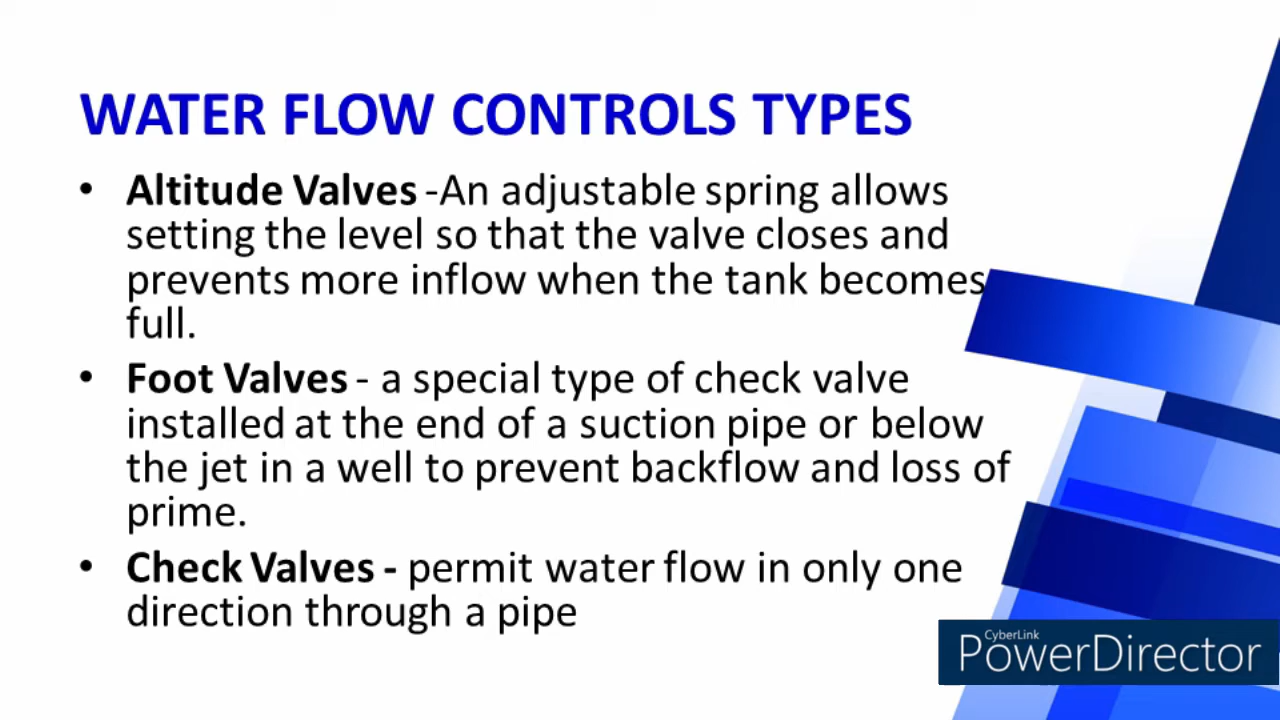 WATER FLOW CONTROLS TYPES
• Altitude Valves -An adjustable spring allows
setting the level so that the valve closes and
prevents more inflow when the tank becomes
full.
• Foot Valves - a special type of check valve
installed at the end of a suction pipe or below
the jet in a well to prevent backflow and loss of
prime.
• Check Valves - permit water flow in only one
direction through a pipe
CyberLink
PowerDirector